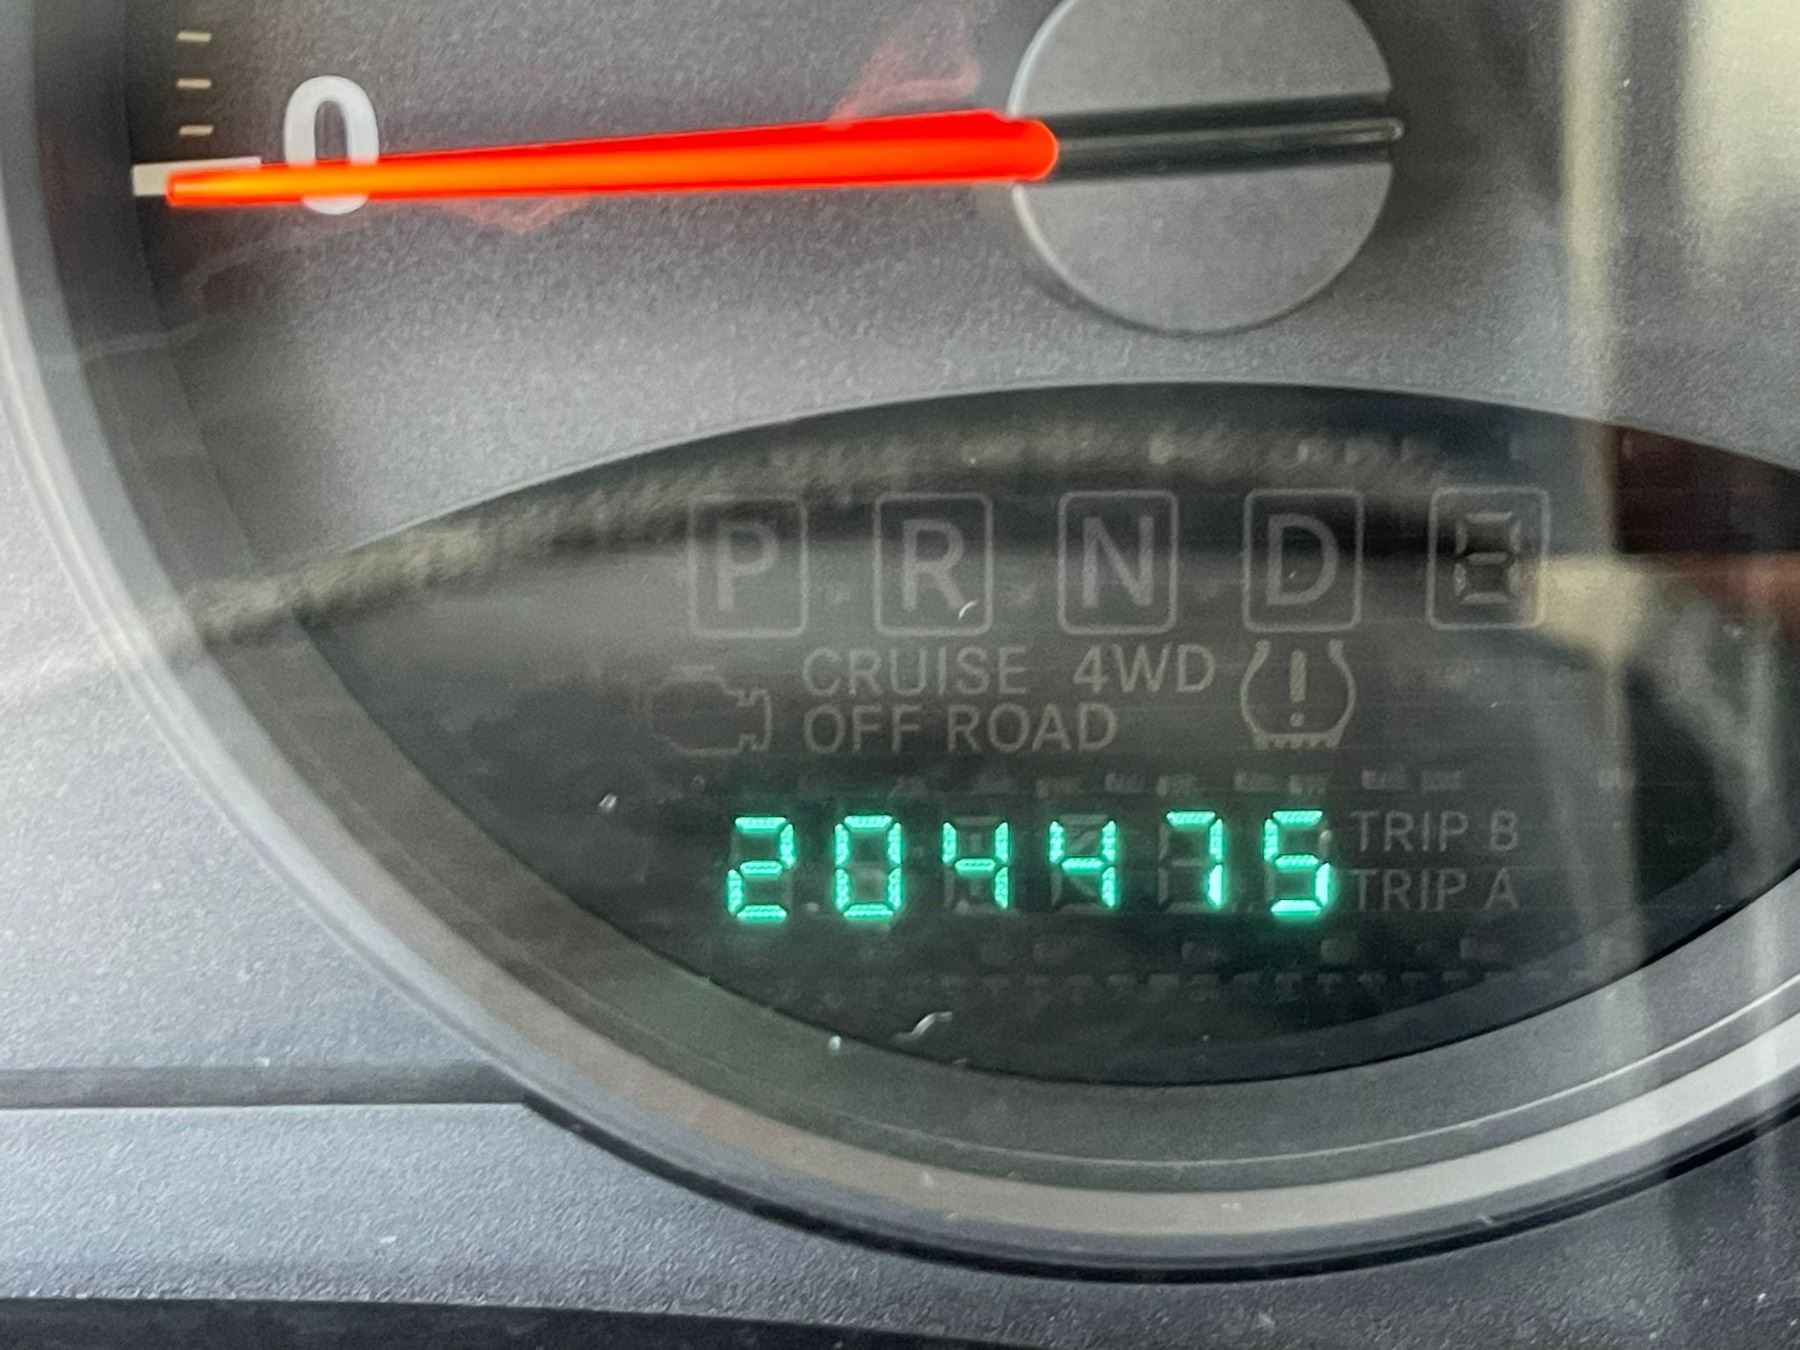 0
P R N D
CRUISE 4WD
OFF ROAD
204475
TRIP B
TRIP A